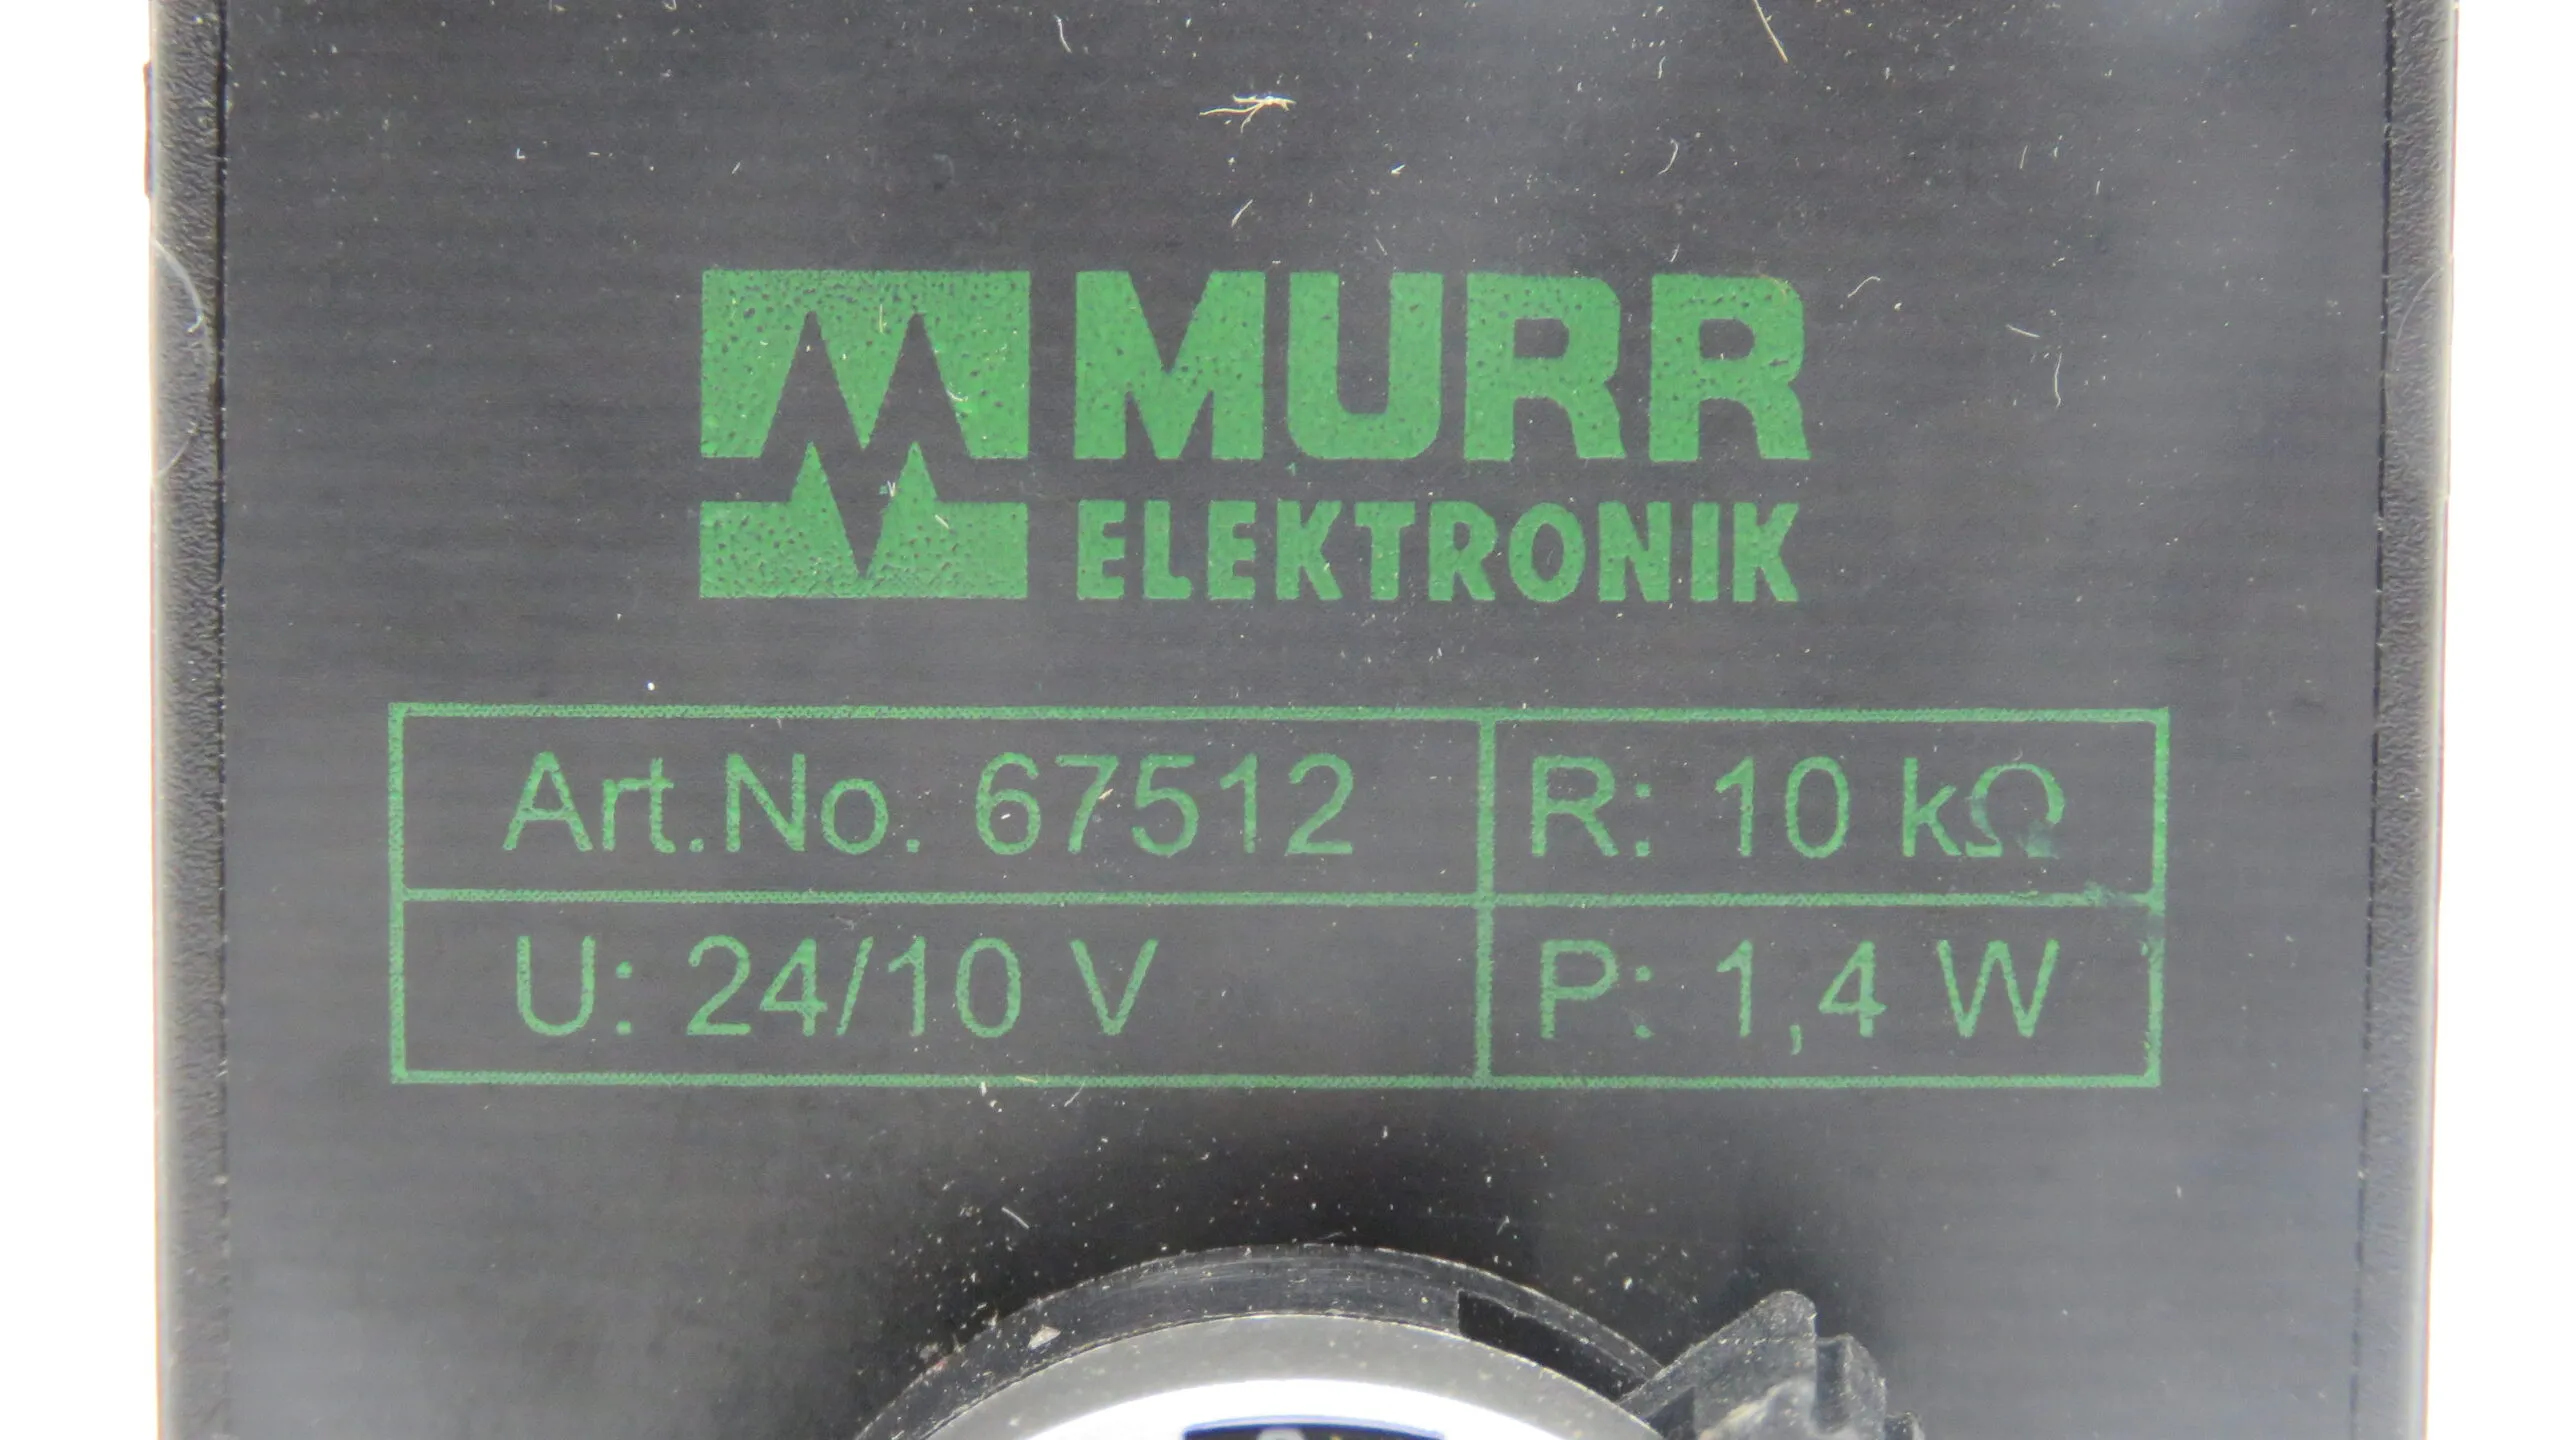 MURR
ELEKTRONIK
Art.No. 67512
R: 10 kΩ
U: 24/10 V
P: 1,4 W